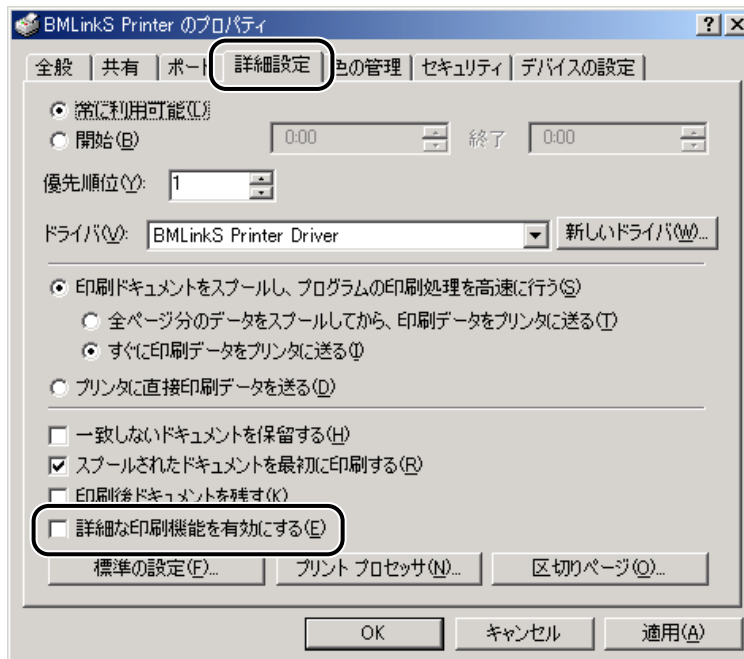 BMLinkS Printer のプロパティ
全般 共有 ポート 詳細設定 色の管理 セキュリティ デバイスの設定
常に利用可能(L)
開始(B) 0:00 終了 0:00
優先順位(Y): 1
ドライバ(V): BMLinkS Printer Driver 新しいドライバ(W)...
印刷ドキュメントをスプールし、プログラムの印刷処理を高速に行う(S)
全ページ分のデータをスプールしてから、印刷データをプリンタに送る(T)
すぐに印刷データをプリンタに送る(I)
プリンタに直接印刷データを送る(D)
一致しないドキュメントを保留する(H)
スプールされたドキュメントを最初に印刷する(R)
印刷後ドキュメントを残す(K)
詳細な印刷機能を有効にする(E)
標準の設定(F)... プリント プロセッサ(N)... 区切りページ(O)...
OK キャンセル 適用(A)